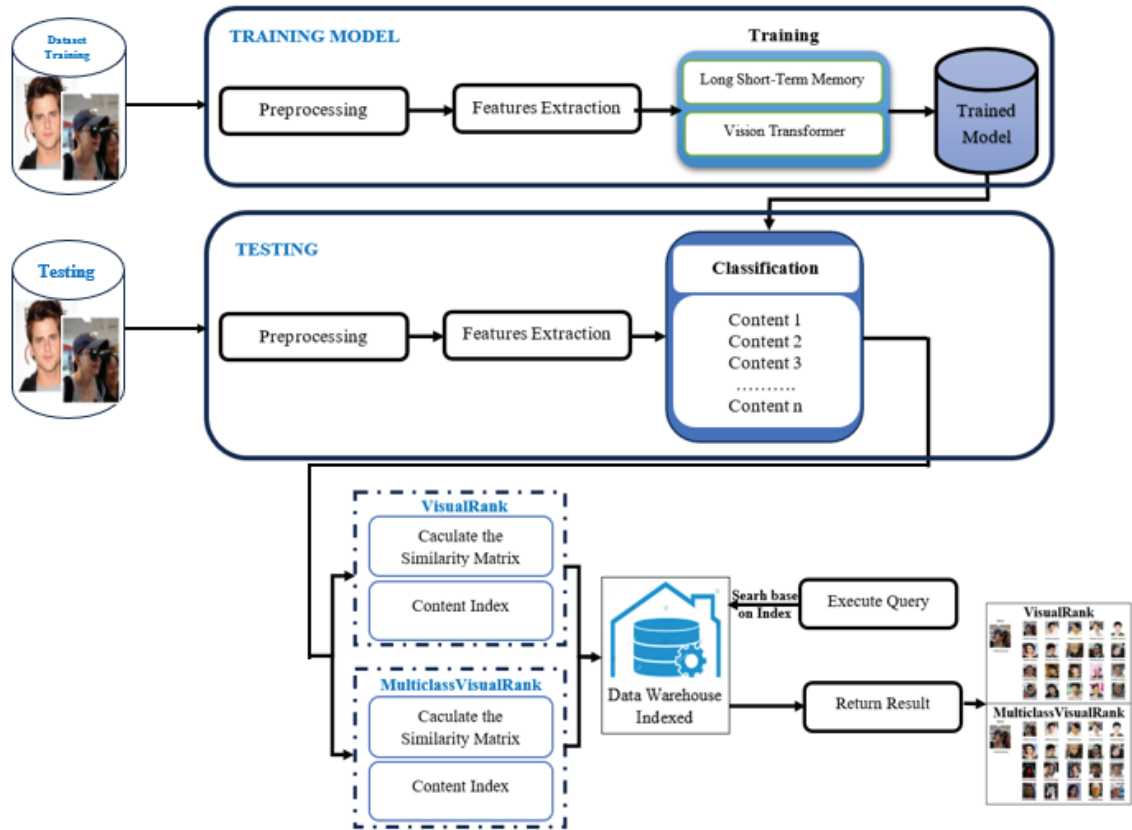 Dataset
Training
TRAINING MODEL
Training
Preprocessing
Features Extraction
Long Short-Term Memory
Vision Transformer
Trained
Model
Testing
TESTING
Preprocessing
Features Extraction
Classification
Content 1
Content 2
Content 3
..........
Content n
VisualRank
Caculate the
Similarity Matrix
Content Index
MulticlassVisualRank
Caculate the
Similarity Matrix
Content Index
Data Warehouse
Indexed
Searh base
on Index
Execute Query
Return Result
VisualRank
MulticlassVisualRank